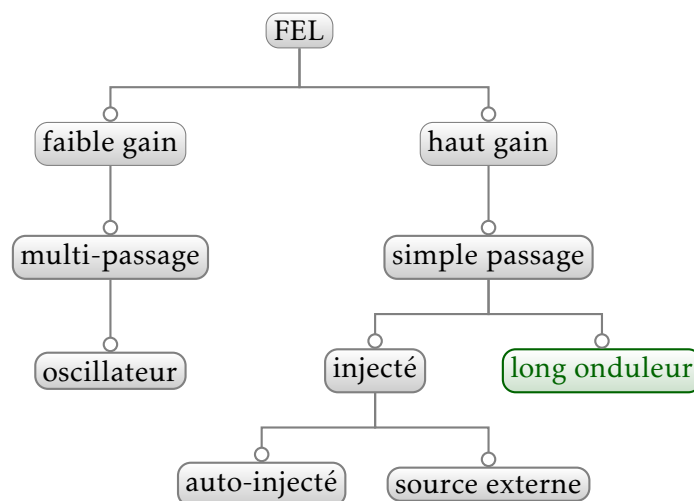 FEL
faible gain
haut gain
multi-passage
simple passage
oscillateur
injecté
long onduleur
auto-injecté
source externe